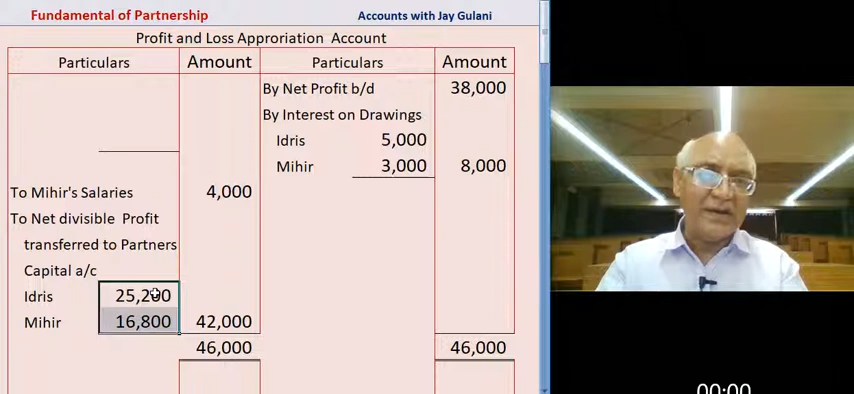 Fundamental of Partnership Accounts with Jay Gulani
Profit and Loss Approriation Account
Particulars Amount Particulars Amount
By Net Profit b/d 38,000
By Interest on Drawings
Idris 5,000
Mihir 3,000 8,000
To Mihir's Salaries 4,000
To Net divisible Profit
transferred to Partners
Capital a/c
Idris 25,200
Mihir 16,800 42,000
46,000 46,000
00:00